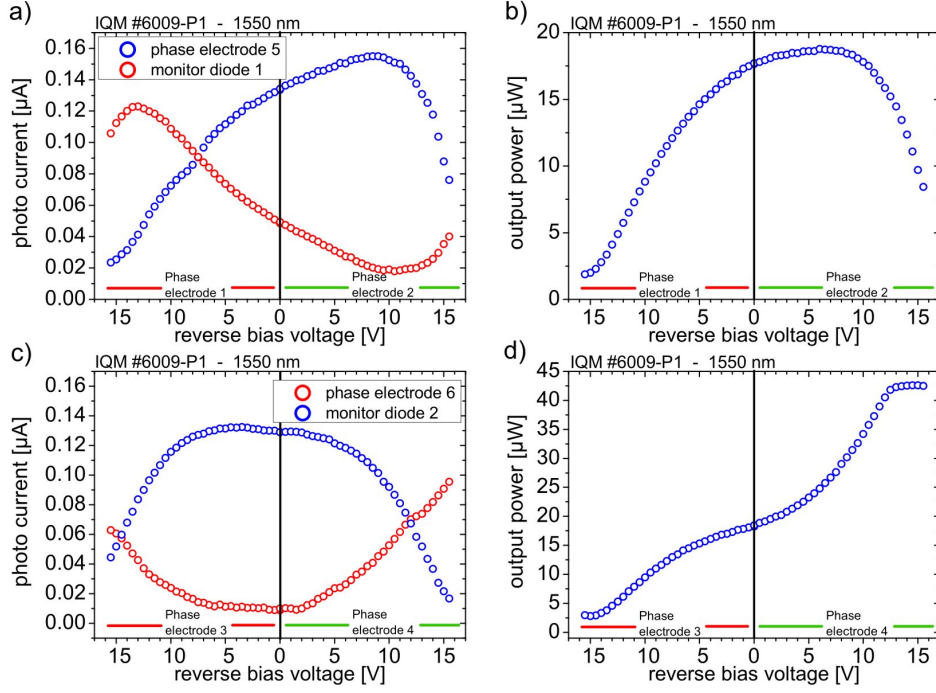 a)
IQM #6009-P1 - 1550 nm
phase electrode 5
monitor diode 1
photo current [µA]
0.16
0.14
0.12
0.10
0.08
0.06
0.04
0.02
0.00
Phase
electrode 1
Phase
electrode 2
15 10 5 0 5 10 15
reverse bias voltage [V]
b)
IQM #6009-P1 - 1550 nm
output power [µW]
20
15
10
5
0
Phase
electrode 1
Phase
electrode 2
15 10 5 0 5 10 15
reverse bias voltage [V]
c)
IQM #6009-P1 - 1550 nm
phase electrode 6
monitor diode 2
photo current [µA]
0.16
0.14
0.12
0.10
0.08
0.06
0.04
0.02
0.00
Phase
electrode 3
Phase
electrode 4
15 10 5 0 5 10 15
reverse bias voltage [V]
d)
IQM #6009-P1 - 1550 nm
output power [µW]
45
40
35
30
25
20
15
10
5
0
Phase
electrode 3
Phase
electrode 4
15 10 5 0 5 10 15
reverse bias voltage [V]